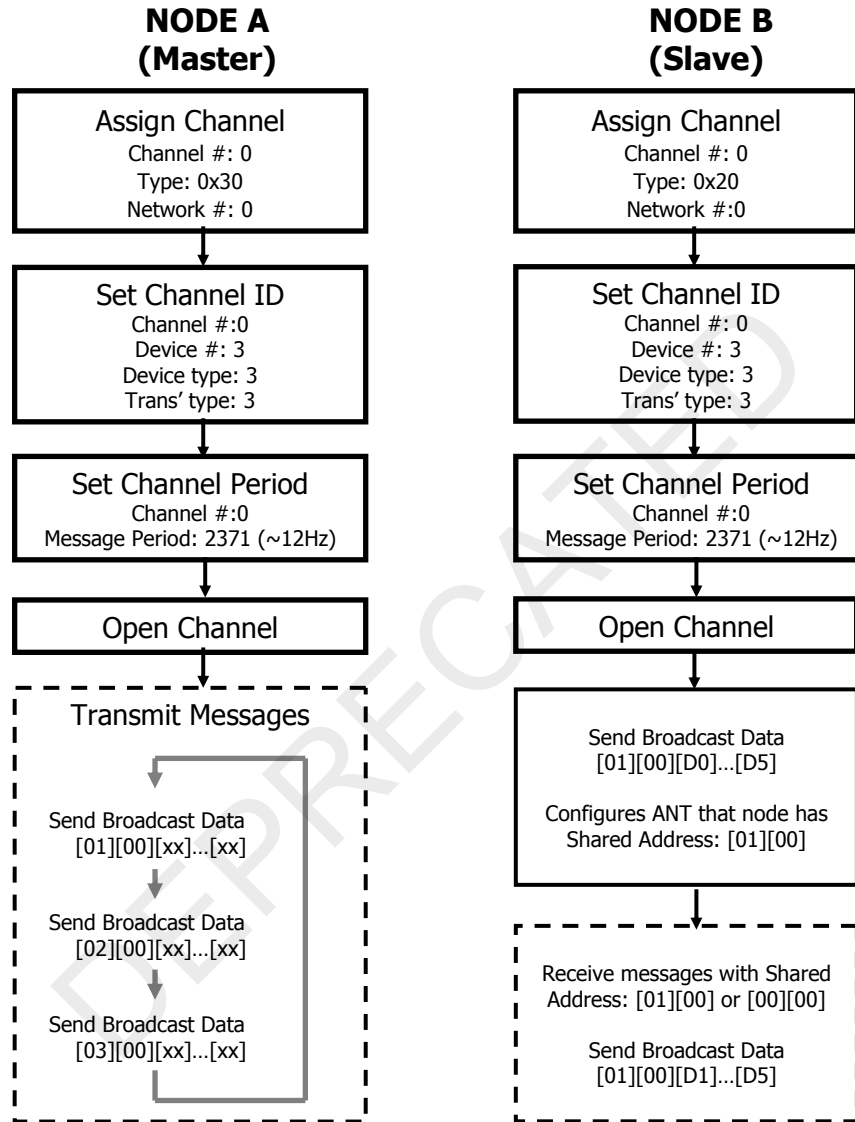 NODE A
(Master)
Assign Channel
Channel #: 0
Type: 0x30
Network #: 0
Set Channel ID
Channel #:0
Device #: 3
Device type: 3
Trans’ type: 3
Set Channel Period
Channel #:0
Message Period: 2371 (~12Hz)
Open Channel
Transmit Messages
Send Broadcast Data
[01][00][xx]…[xx]
Send Broadcast Data
[02][00][xx]…[xx]
Send Broadcast Data
[03][00][xx]…[xx]
NODE B
(Slave)
Assign Channel
Channel #: 0
Type: 0x20
Network #:0
Set Channel ID
Channel #: 0
Device #: 3
Device type: 3
Trans’ type: 3
Set Channel Period
Channel #:0
Message Period: 2371 (~12Hz)
Open Channel
Send Broadcast Data
[01][00][D0]…[D5]
Configures ANT that node has
Shared Address: [01][00]
Receive messages with Shared
Address: [01][00] or [00][00]
Send Broadcast Data
[01][00][D1]…[D5]
DEPRECATED